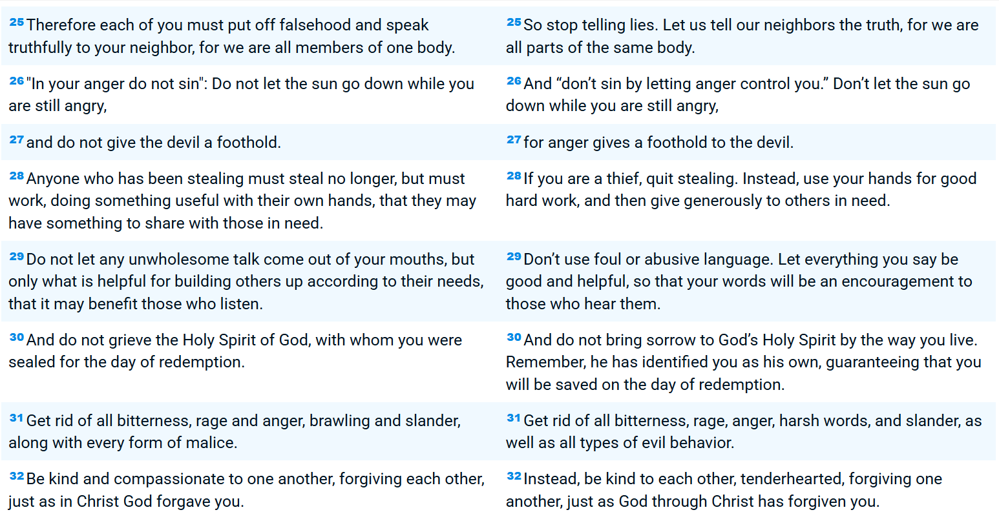 25 Therefore each of you must put off falsehood and speak
truthfully to your neighbor, for we are all members of one body.
26 "In your anger do not sin": Do not let the sun go down while you
are still angry,
27 and do not give the devil a foothold.
28 Anyone who has been stealing must steal no longer, but must
work, doing something useful with their own hands, that they may
have something to share with those in need.
29 Do not let any unwholesome talk come out of your mouths, but
only what is helpful for building others up according to their needs,
that it may benefit those who listen.
30 And do not grieve the Holy Spirit of God, with whom you were
sealed for the day of redemption.
31 Get rid of all bitterness, rage and anger, brawling and slander,
along with every form of malice.
32 Be kind and compassionate to one another, forgiving each other,
just as in Christ God forgave you.
25 So stop telling lies. Let us tell our neighbors the truth, for we are
all parts of the same body.
26 And “don’t sin by letting anger control you.” Don’t let the sun go
down while you are still angry,
27 for anger gives a foothold to the devil.
28 If you are a thief, quit stealing. Instead, use your hands for good
hard work, and then give generously to others in need.
29 Don’t use foul or abusive language. Let everything you say be
good and helpful, so that your words will be an encouragement to
those who hear them.
30 And do not bring sorrow to God’s Holy Spirit by the way you live.
Remember, he has identified you as his own, guaranteeing that you
will be saved on the day of redemption.
31 Get rid of all bitterness, rage, anger, harsh words, and slander, as
well as all types of evil behavior.
32 Instead, be kind to each other, tenderhearted, forgiving one
another, just as God through Christ has forgiven you.